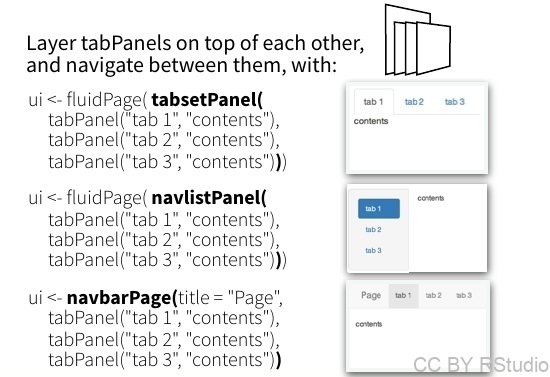 Layer tabPanels on top of each other,
and navigate between them, with:
ui <- fluidPage( tabsetPanel(
tabPanel("tab 1", "contents"),
tabPanel("tab 2", "contents"),
tabPanel("tab 3", "contents")))
tab 1 tab 2 tab 3
contents
ui <- fluidPage( navlistPanel(
tabPanel("tab 1", "contents"),
tabPanel("tab 2", "contents"),
tabPanel("tab 3", "contents")))
tab 1 contents
tab 2
tab 3
ui <- navbarPage(title = "Page",
tabPanel("tab 1", "contents"),
tabPanel("tab 2", "contents"),
tabPanel("tab 3", "contents"))
Page tab 1 tab 2 tab 3
contents
CC BY RStudio